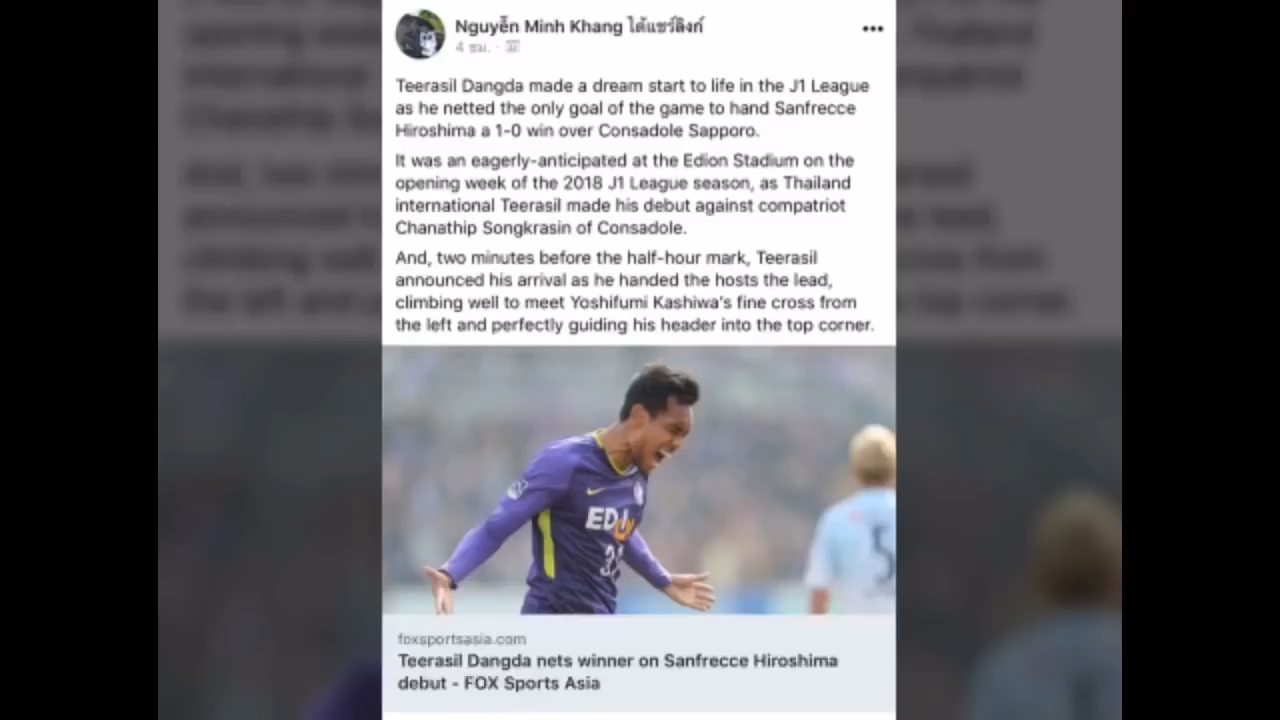 Nguyễn Minh Khang ได้แชร์ลิงก์
4 ชม. ·
Teerasil Dangda made a dream start to life in the J1 League
as he netted the only goal of the game to hand Sanfrecce
Hiroshima a 1-0 win over Consadole Sapporo.
It was an eagerly-anticipated at the Edion Stadium on the
opening week of the 2018 J1 League season, as Thailand
international Teerasil made his debut against compatriot
Chanathip Songkrasin of Consadole.
And, two minutes before the half-hour mark, Teerasil
announced his arrival as he handed the hosts the lead,
climbing well to meet Yoshifumi Kashiwa's fine cross from
the left and perfectly guiding his header into the top corner.
5
foxsportsasia.com
Teerasil Dangda nets winner on Sanfrecce Hiroshima
debut - FOX Sports Asia